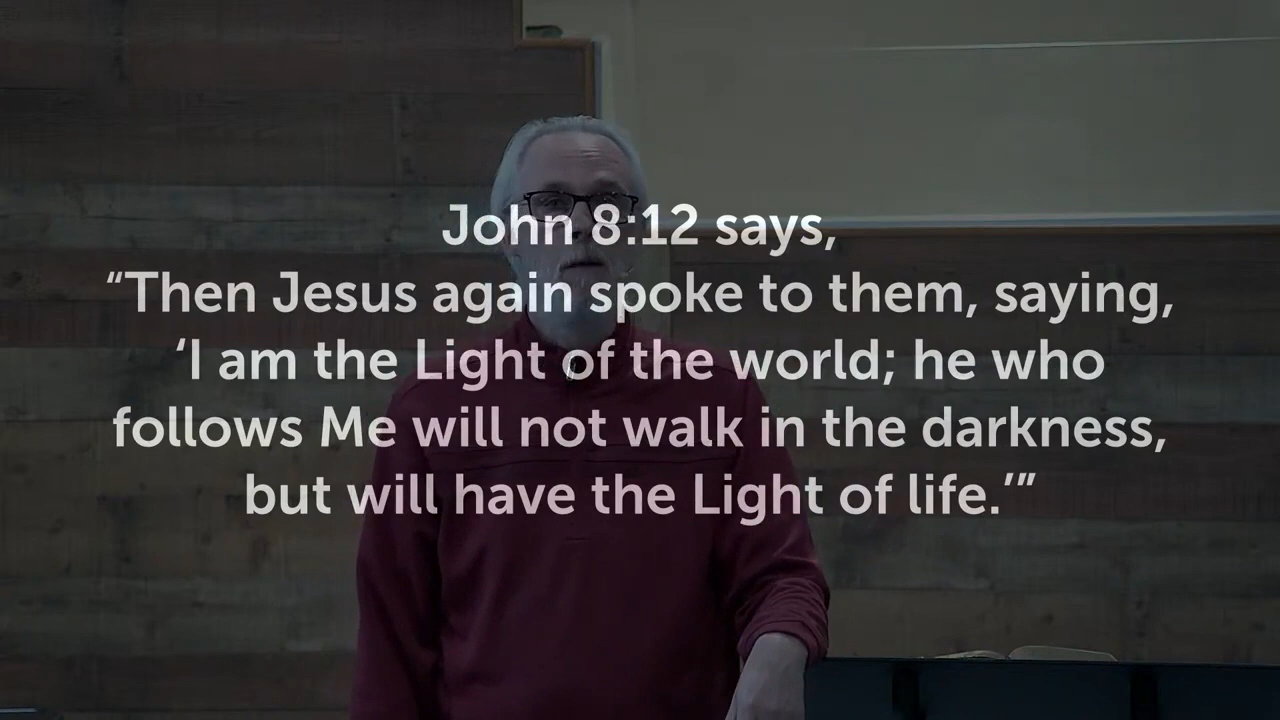 John 8:12 says,
“Then Jesus again spoke to them, saying,
‘I am the Light of the world; he who
follows Me will not walk in the darkness,
but will have the Light of life.’”